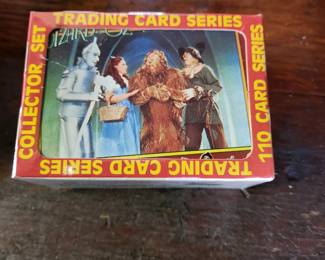 TRADING CARD SERIES
WIZARD OF OZ
COLLECTOR SET
110 CARD SERIES
TRADING CARD SERIES